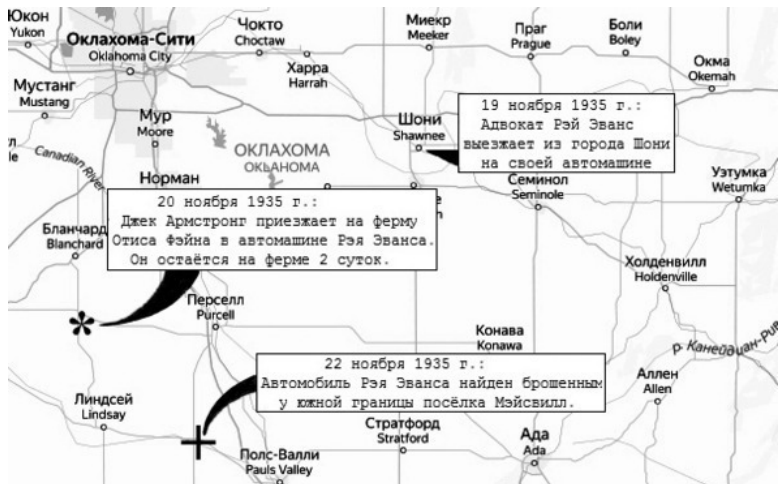 Юкон
Yukon
Оклахома-Сити
Oklahoma City
Чокто
Choctaw
Миекр
Meeker
Праг
Prague
Боли
Boley
Харра
Harrah
Окма
Okemah
Мустанг
Mustang
Мур
Moore
Шони
Shawnee
19 ноября 1935 г.:
Адвокат Рэй Эванс
выезжает из города Шони
на своей автомашине
ОКЛАХОМА
OKLAHOMA
Canadian River
Норман
Семинол
Seminole
Уэтумка
Wetumka
20 ноября 1935 г.:
Джек Армстронг приезжает на ферму
Отиса Фэйна в автомашине Рэя Эванса.
Он остаётся на ферме 2 суток.
Бланчард
Blanchard
Холденвилл
Holdenville
*
Перселл
Purcell
Конава
Konawa
р. Канейдиан-Рив
22 ноября 1935 г.:
Автомобиль Рэя Эванса найден брошенным
у южной границы посёлка Мэйсвилл.
Аллен
Allen
Линдсей
Lindsay
+
Стратфорд
Stratford
Ада
Ada
Полс-Валли
Pauls Valley